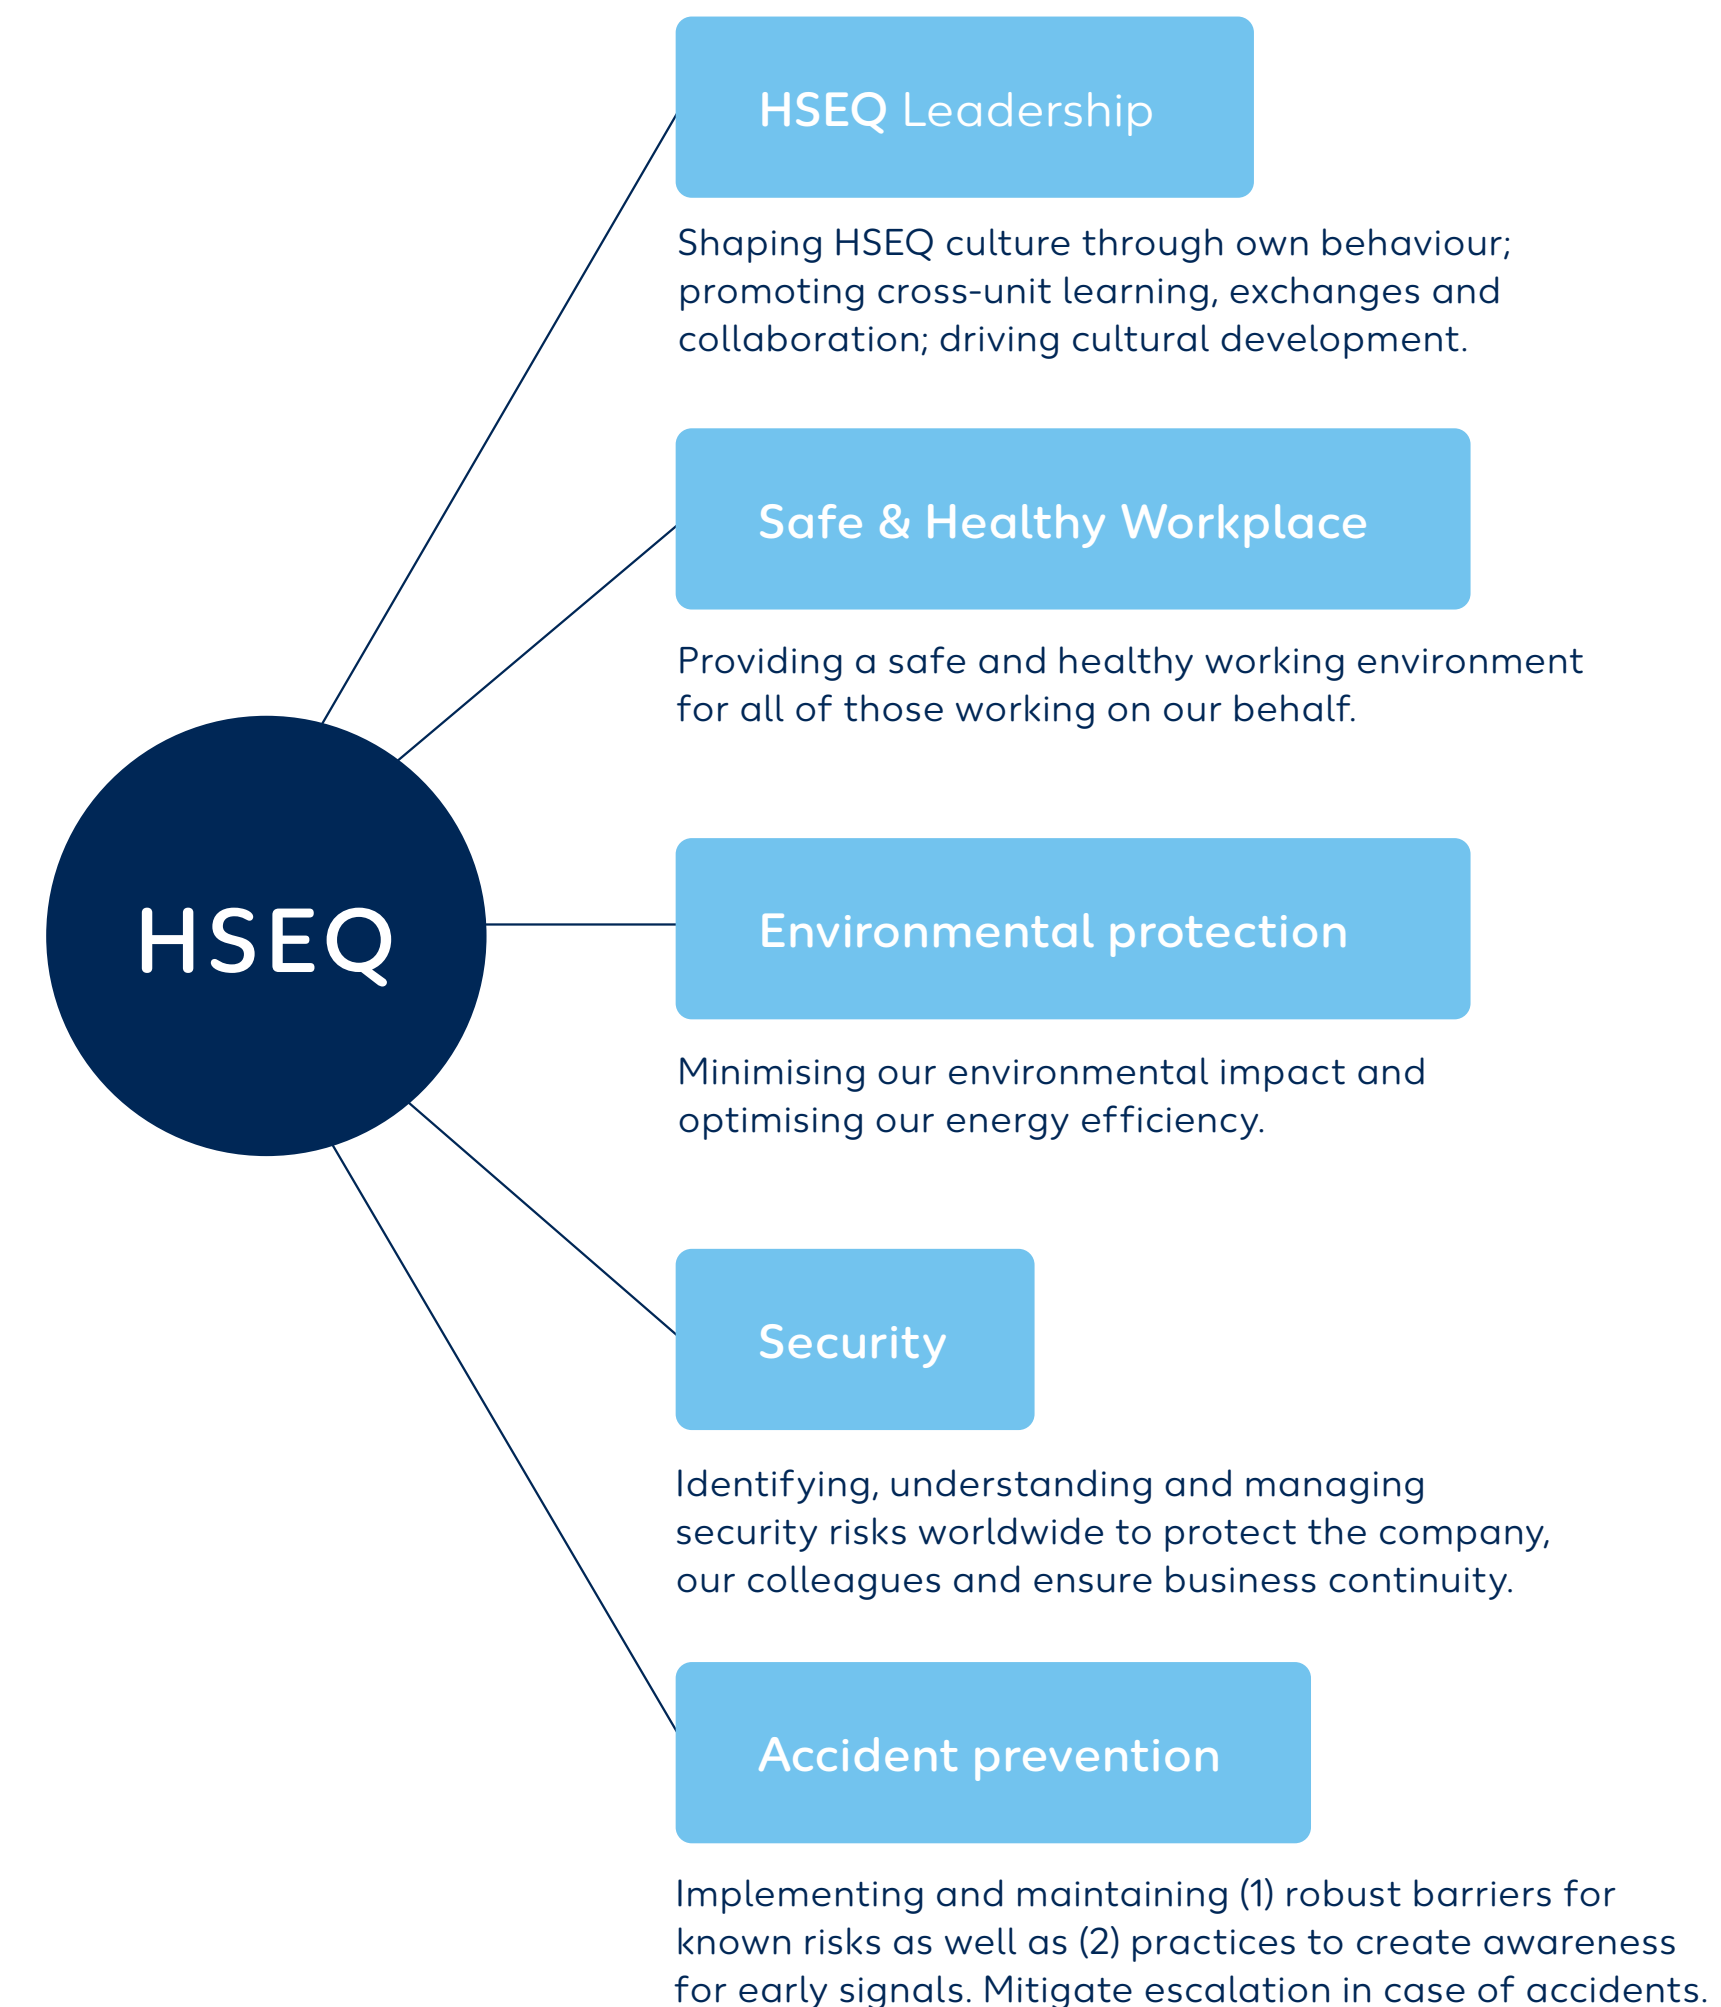 HSEQ Leadership
Shaping HSEQ culture through own behaviour;
promoting cross-unit learning, exchanges and
collaboration; driving cultural development.
Safe & Healthy Workplace
Providing a safe and healthy working environment
for all of those working on our behalf.
HSEQ
Environmental protection
Minimising our environmental impact and
optimising our energy efficiency.
Security
Identifying, understanding and managing
security risks worldwide to protect the company,
our colleagues and ensure business continuity.
Accident prevention
Implementing and maintaining (1) robust barriers for
known risks as well as (2) practices to create awareness
for early signals. Mitigate escalation in case of accidents.